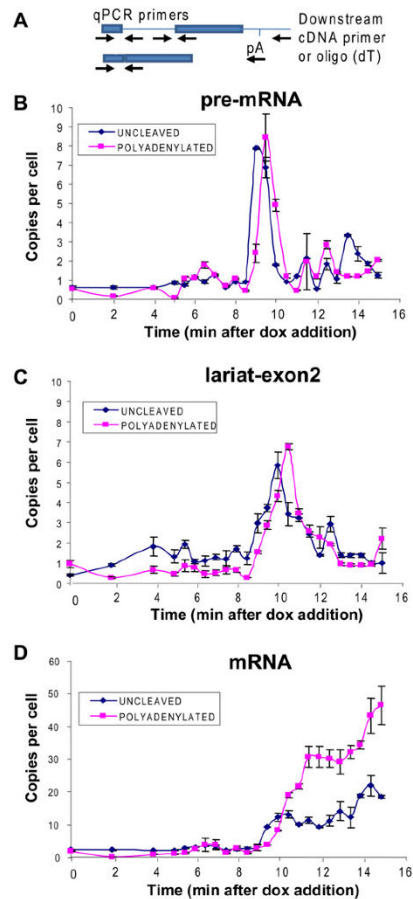 A
qPCR primers
pA
Downstream
cDNA primer
or oligo (dT)
B
pre-mRNA
UNCLEAVED
POLYADENYLATED
Copies per cell
10
9
8
7
6
5
4
3
2
1
0
0 2 4 6 8 10 12 14 16
Time (min after dox addition)
C
lariat-exon2
UNCLEAVED
POLYADENYLATED
Copies per cell
10
9
8
7
6
5
4
3
2
1
0
0 2 4 6 8 10 12 14 16
Time (min after dox addition)
D
mRNA
UNCLEAVED
POLYADENYLATED
Copies per cell
60
50
40
30
20
10
0
0 2 4 6 8 10 12 14 16
Time (min after dox addition)